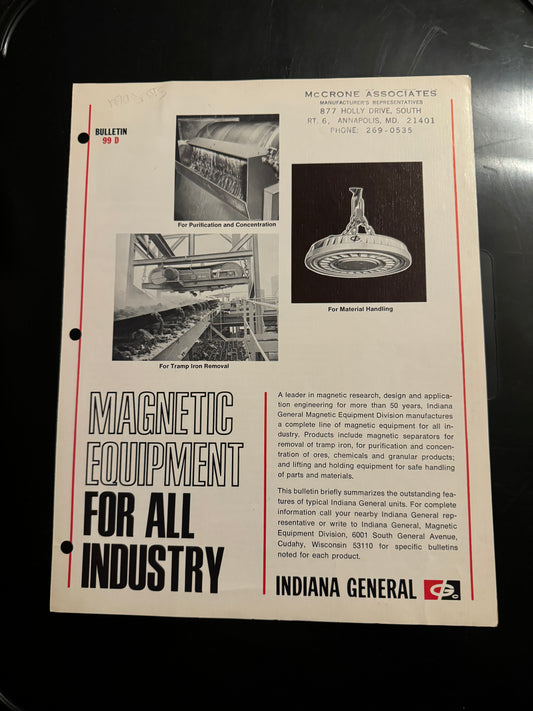 McCRONE ASSOCIATES
MANUFACTURER'S REPRESENTATIVES
877 HOLLY DRIVE, SOUTH
RT. 6, ANNAPOLIS, MD. 21401
PHONE: 269-0535
BULLETIN
99 D
For Purification and Concentration
For Material Handling
For Tramp Iron Removal
MAGNETIC
EQUIPMENT
FOR ALL
INDUSTRY
A leader in magnetic research, design and applica-
tion engineering for more than 50 years, Indiana
General Magnetic Equipment Division manufactures
a complete line of magnetic equipment for all in-
dustry. Products include magnetic separators for
removal of tramp iron, for purification and concen-
tration of ores, chemicals and granular products;
and lifting and holding equipment for safe handling
of parts and materials.
This bulletin briefly summarizes the outstanding fea-
tures of typical Indiana General units. For complete
information call your nearby Indiana General rep-
resentative or write to Indiana General, Magnetic
Equipment Division, 6001 South General Avenue,
Cudahy, Wisconsin 53110 for specific bulletins
noted for each product.
INDIANA GENERAL